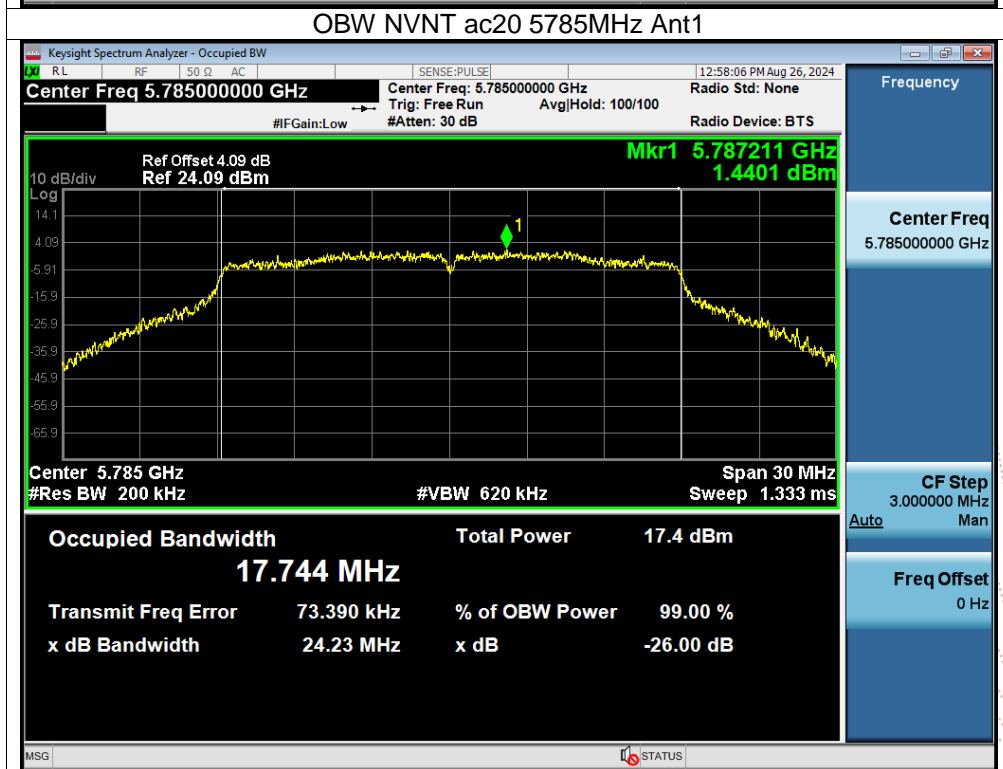 OBW NVNT ac20 5785MHz Ant1
Keysight Spectrum Analyzer - Occupied BW
LXI RL RF 50 Ω AC SENSE:PULSE 12:58:06 PM Aug 26, 2024
Center Freq 5.785000000 GHz
Center Freq: 5.785000000 GHz
Radio Std: None
Trig: Free Run Avg|Hold: 100/100
#IFGain:Low
#Atten: 30 dB
Radio Device: BTS
Frequency
Mkr1 5.787211 GHz
1.4401 dBm
Ref Offset 4.09 dB
10 dB/div Ref 24.09 dBm
Log
14.1
4.09
-5.91
-15.9
-25.9
-35.9
-45.9
-55.9
-65.9
1
Center 5.785 GHz Span 30 MHz
#Res BW 200 kHz #VBW 620 kHz Sweep 1.333 ms
Center Freq
5.785000000 GHz
CF Step
3.000000 MHz
Auto Man
Freq Offset
0 Hz
Occupied Bandwidth Total Power 17.4 dBm
17.744 MHz
Transmit Freq Error 73.390 kHz % of OBW Power 99.00 %
x dB Bandwidth 24.23 MHz x dB -26.00 dB
MSG STATUS